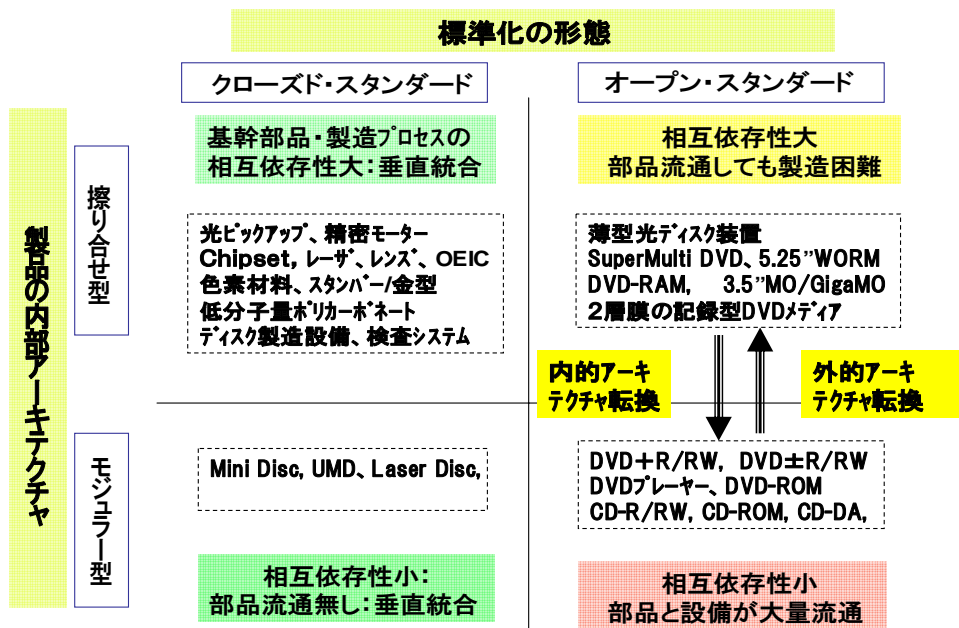 標準化の形態
クローズド・スタンダード
オープン・スタンダード
製品の内部アーキテクチャ
擦り合せ型
基幹部品・製造プロセスの
相互依存性大:垂直統合
相互依存性大
部品流通しても製造困難
光ピックアップ、精密モーター
Chipset, レーザ、レンズ、OEIC
色素材料、スタンパー/金型
低分子量ポリカーボネート
ディスク製造設備、検査システム
薄型光ディスク装置
SuperMulti DVD、5.25”WORM
DVD-RAM, 3.5”MO/GigaMO
2層膜の記録型DVDメディア
内的アーキ
テクチャ転換
外的アーキ
テクチャ転換
モジュラー型
Mini Disc, UMD、Laser Disc,
DVD+R/RW, DVD±R/RW
DVDプレーヤー、DVD-ROM
CD-R/RW, CD-ROM, CD-DA,
相互依存性小:
部品流通無し:垂直統合
相互依存性小
部品と設備が大量流通